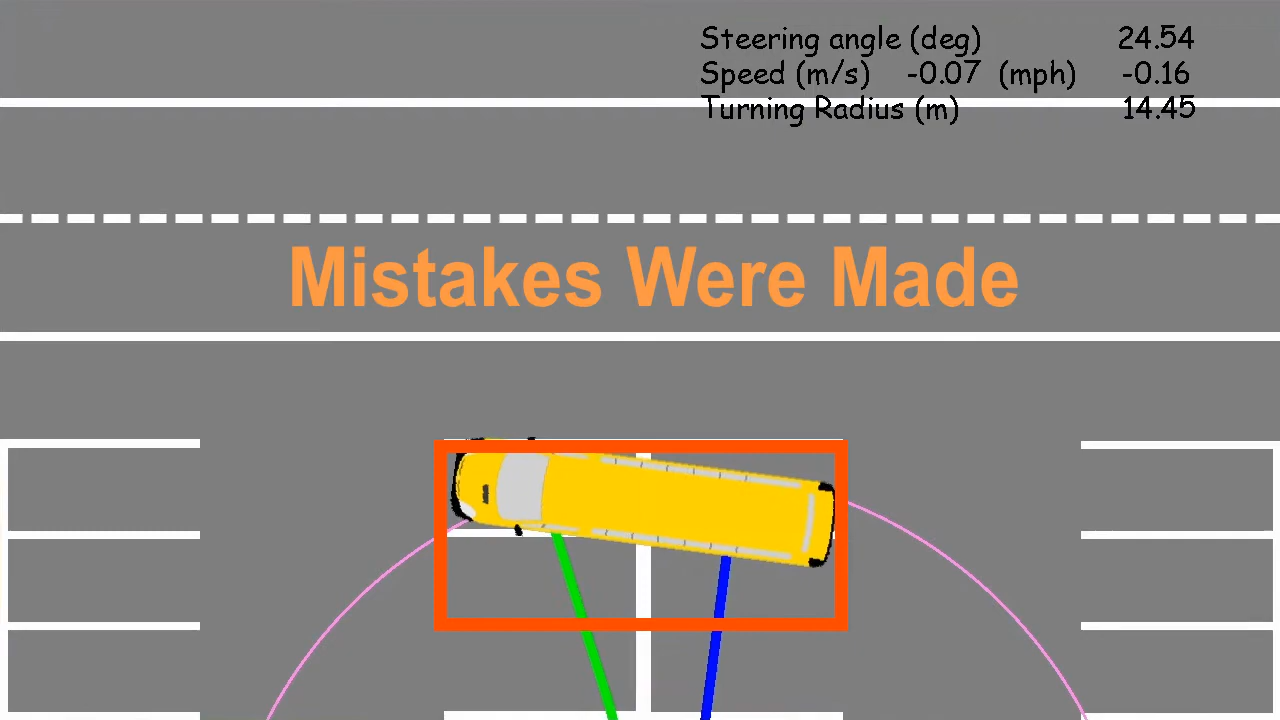 Steering angle (deg) 24.54
Speed (m/s) -0.07 (mph) -0.16
Turning Radius (m) 14.45
Mistakes Were Made